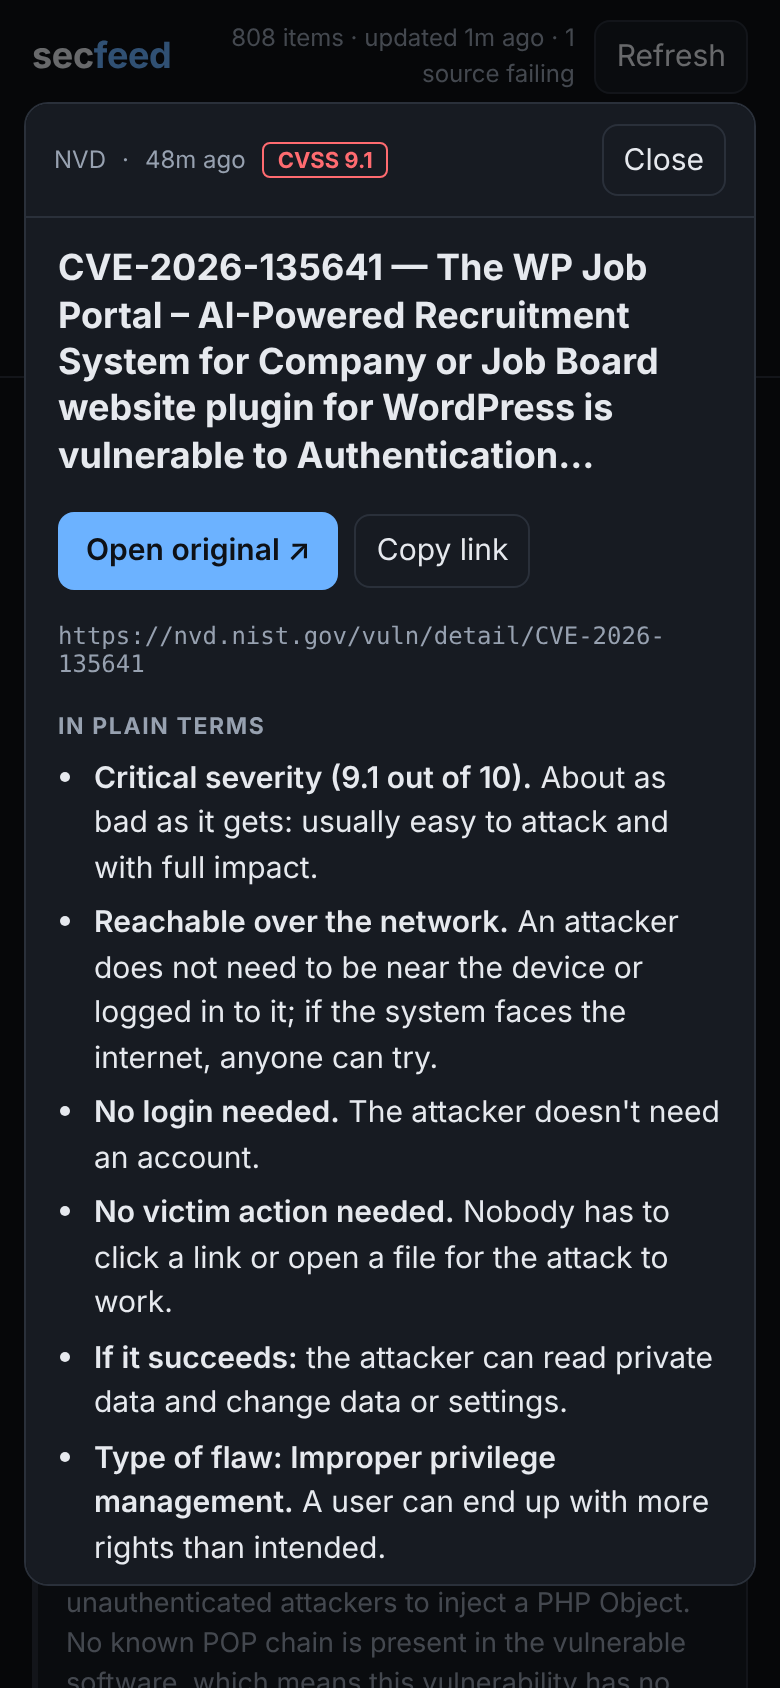 secfeed
808 items · updated 1m ago · 1
source failing
Refresh
NVD · 48m ago
CVSS 9.1
Close
CVE-2026-135641 — The WP Job
Portal – AI-Powered Recruitment
System for Company or Job Board
website plugin for WordPress is
vulnerable to Authentication…
Open original ↗
Copy link
https://nvd.nist.gov/vuln/detail/CVE-2026-
135641
IN PLAIN TERMS
• Critical severity (9.1 out of 10). About as
bad as it gets: usually easy to attack and
with full impact.
• Reachable over the network. An attacker
does not need to be near the device or
logged in to it; if the system faces the
internet, anyone can try.
• No login needed. The attacker doesn't need
an account.
• No victim action needed. Nobody has to
click a link or open a file for the attack to
work.
• If it succeeds: the attacker can read private
data and change data or settings.
• Type of flaw: Improper privilege
management. A user can end up with more
rights than intended.
unauthenticated attackers to inject a PHP Object.
No known POP chain is present in the vulnerable
software, which means this vulnerability has no